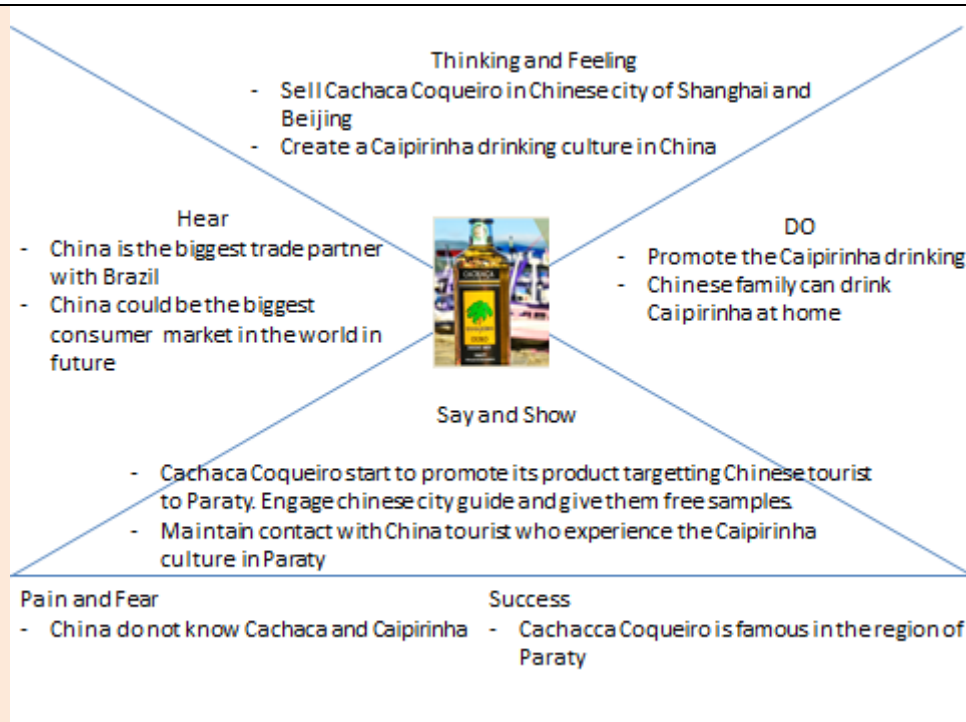 Thinking and Feeling
- Sell Cachaca Coqueiro in Chinese city of Shanghai and
Beijing
- Create a Caipirinha drinking culture in China
Hear
- China is the biggest trade partner
with Brazil
- China could be the biggest
consumer market in the world in
future
CACHAÇA
COQUEIRO
OURO
DO
- Promote the Caipirinha drinking
- Chinese family can drink
Caipirinha at home
Say and Show
- Cachaca Coqueiro start to promote its product targetting Chinese tourist
to Paraty. Engage chinese city guide and give them free samples.
- Maintain contact with China tourist who experience the Caipirinha
culture in Paraty
Pain and Fear
- China do not know Cachaca and Caipirinha
Success
- Cachacca Coqueiro is famous in the region of
Paraty